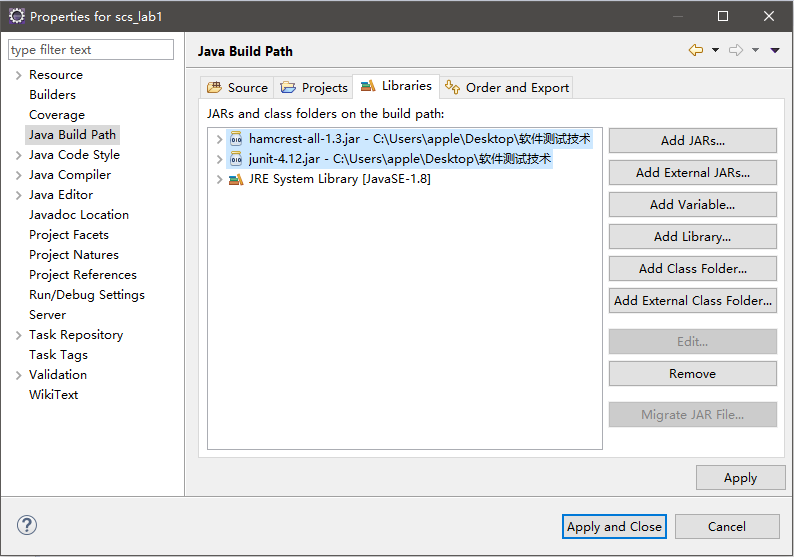 Properties for scs_lab1
type filter text
Resource
Builders
Coverage
Java Build Path
Java Code Style
Java Compiler
Java Editor
Javadoc Location
Project Facets
Project Natures
Project References
Run/Debug Settings
Server
Task Repository
Task Tags
Validation
WikiText
Java Build Path
Source Projects Libraries Order and Export
JARs and class folders on the build path:
hamcrest-all-1.3.jar - C:\Users\apple\Desktop\软件测试技术
junit-4.12.jar - C:\Users\apple\Desktop\软件测试技术
JRE System Library [JavaSE-1.8]
Add JARs...
Add External JARs...
Add Variable...
Add Library...
Add Class Folder...
Add External Class Folder...
Edit...
Remove
Migrate JAR File...
Apply
?
Apply and Close Cancel